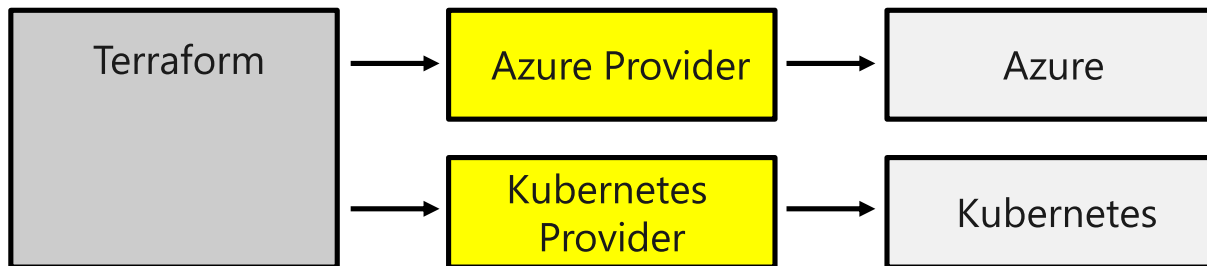 Terraform
Azure Provider
Azure
Kubernetes
Provider
Kubernetes